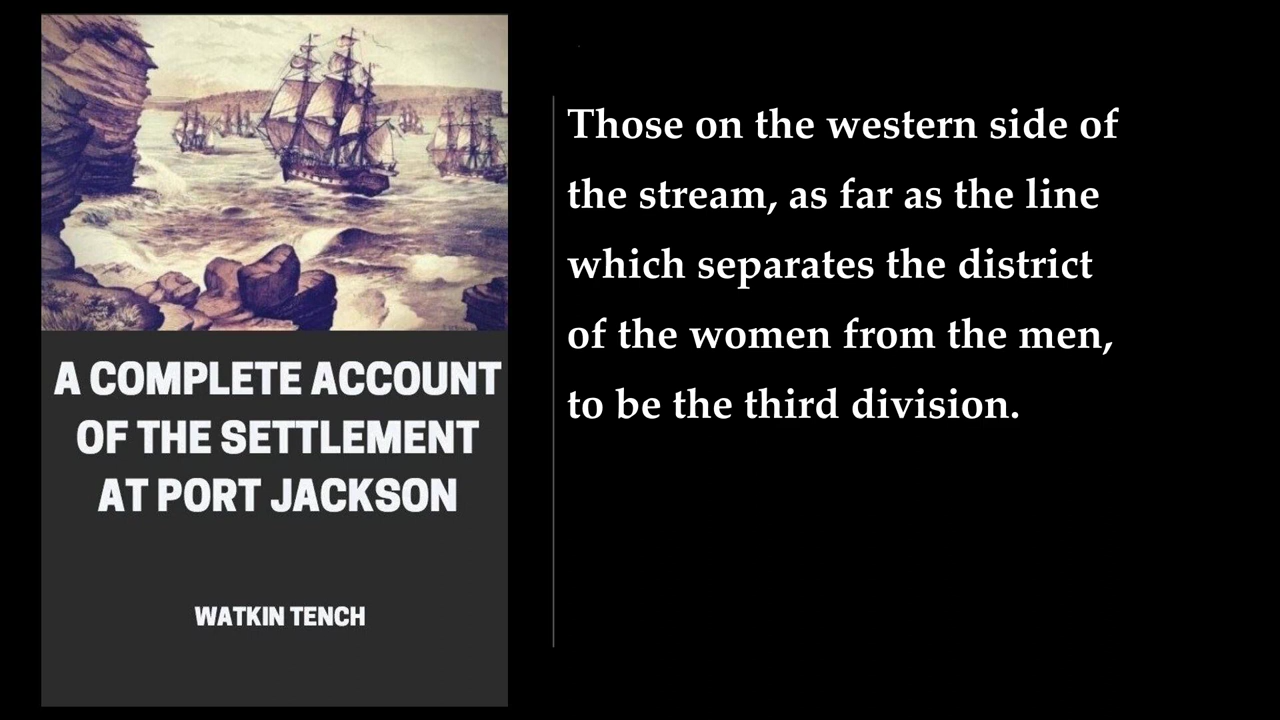 A COMPLETE ACCOUNT
OF THE SETTLEMENT
AT PORT JACKSON
WATKIN TENCH
Those on the western side of
the stream, as far as the line
which separates the district
of the women from the men,
to be the third division.